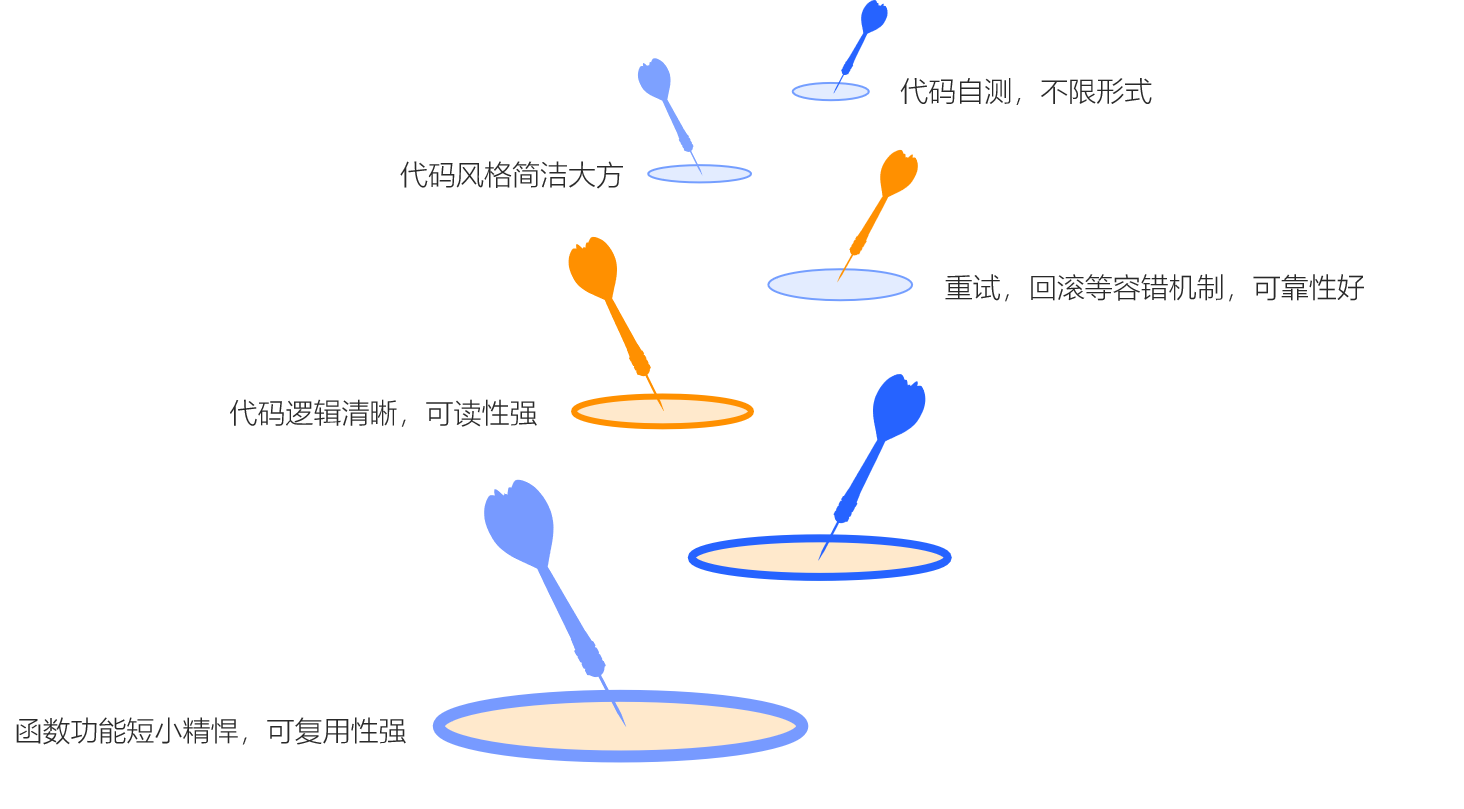 代码自测，不限形式
代码风格简洁大方
重试，回滚等容错机制，可靠性好
代码逻辑清晰，可读性强
函数功能短小精悍，可复用性强